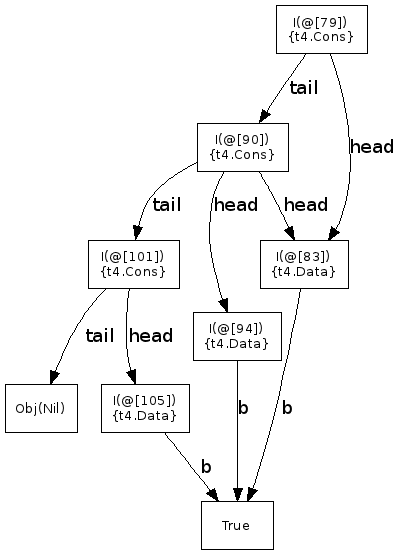 I(@[79])
{t4.Cons}
tail
head
I(@[90])
{t4.Cons}
tail
head
head
I(@[101])
{t4.Cons}
I(@[83])
{t4.Data}
tail
head
I(@[94])
{t4.Data}
Obj(Nil)
I(@[105])
{t4.Data}
b
b
b
True